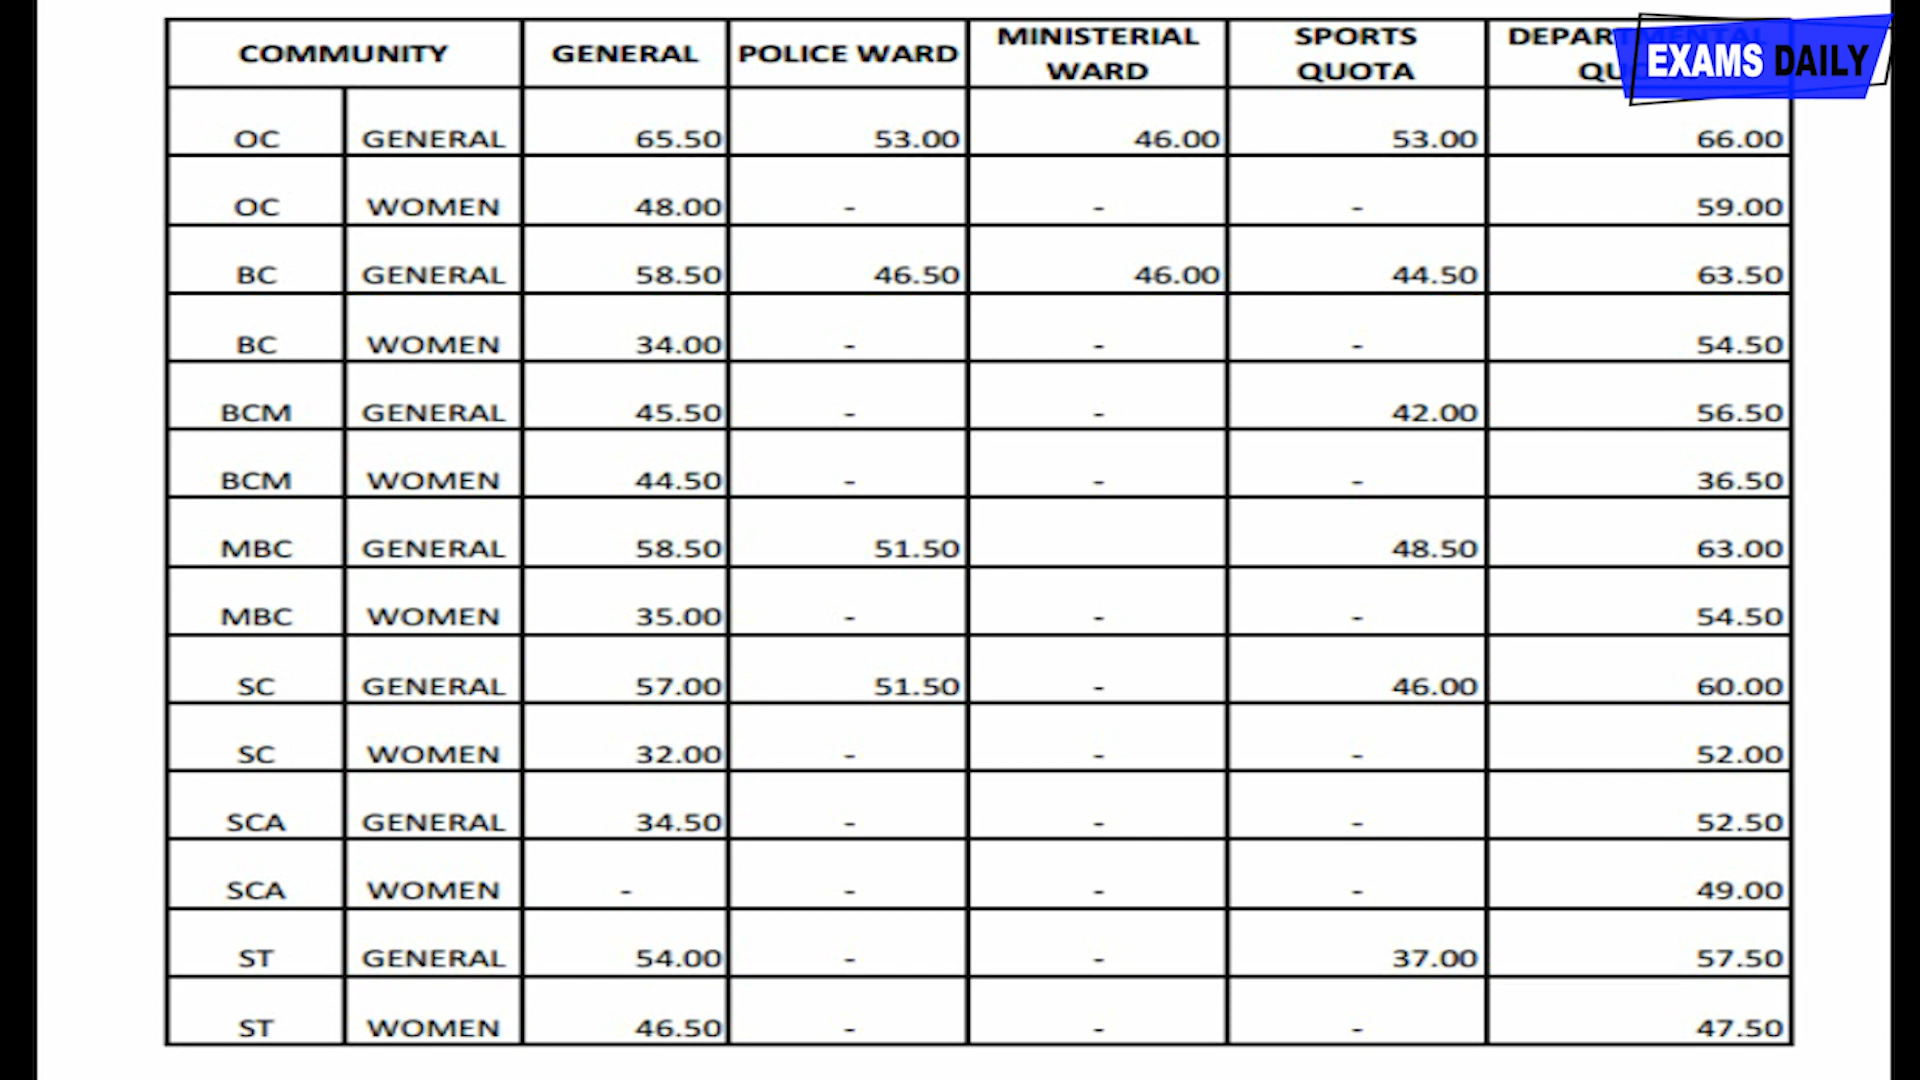 COMMUNITY GENERAL POLICE WARD MINISTERIAL WARD SPORTS QUOTA
EXAMS DAILY
OC GENERAL 65.50 53.00 46.00 53.00 66.00
OC WOMEN 48.00 - - - 59.00
BC GENERAL 58.50 46.50 46.00 44.50 63.50
BC WOMEN 34.00 - - - 54.50
BCM GENERAL 45.50 - - 42.00 56.50
BCM WOMEN 44.50 - - - 36.50
MBC GENERAL 58.50 51.50 48.50 63.00
MBC WOMEN 35.00 - - - 54.50
SC GENERAL 57.00 51.50 - 46.00 60.00
SC WOMEN 32.00 - - - 52.00
SCA GENERAL 34.50 - - - 52.50
SCA WOMEN - - - - 49.00
ST GENERAL 54.00 - - 37.00 57.50
ST WOMEN 46.50 - - - 47.50